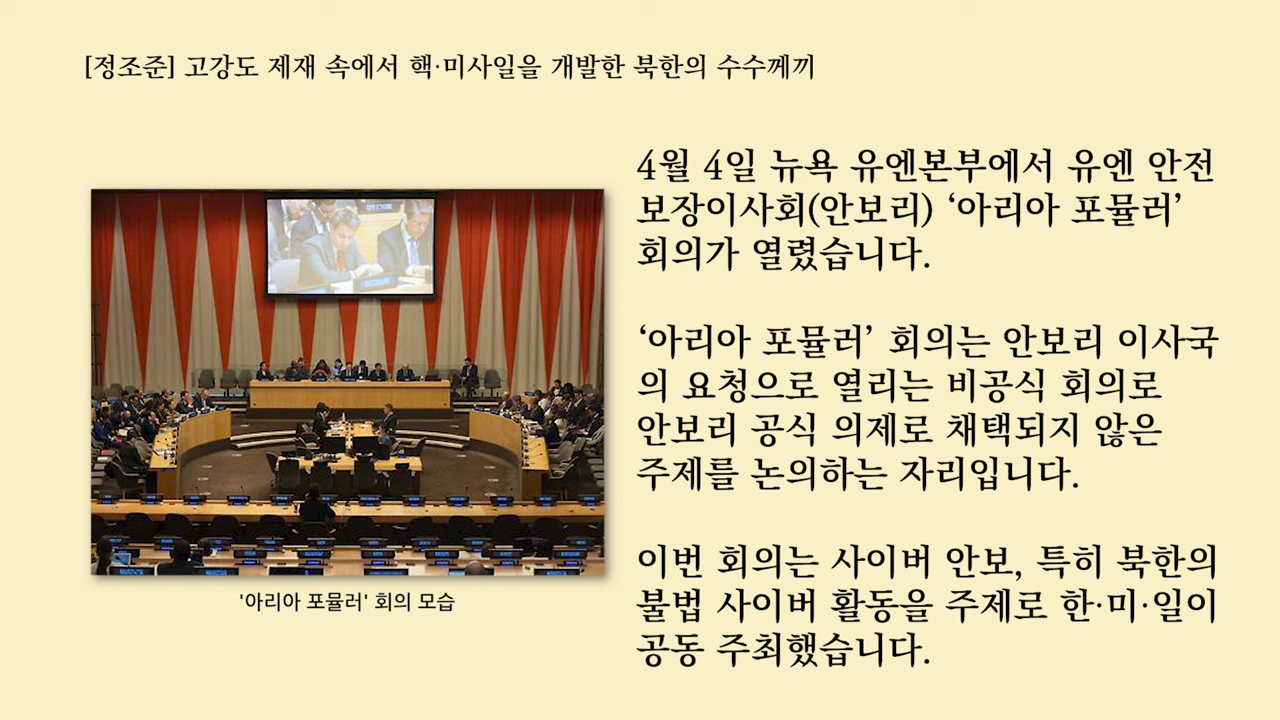 [정조준] 고강도 제재 속에서 핵·미사일을 개발한 북한의 수수께끼
4월 4일 뉴욕 유엔본부에서 유엔 안전
보장이사회(안보리) ‘아리아 포뮬러’
회의가 열렸습니다.
‘아리아 포뮬러’ 회의는 안보리 이사국
의 요청으로 열리는 비공식 회의로
안보리 공식 의제로 채택되지 않은
주제를 논의하는 자리입니다.
이번 회의는 사이버 안보, 특히 북한의
불법 사이버 활동을 주제로 한·미·일이
공동 주최했습니다.
'아리아 포뮬러' 회의 모습